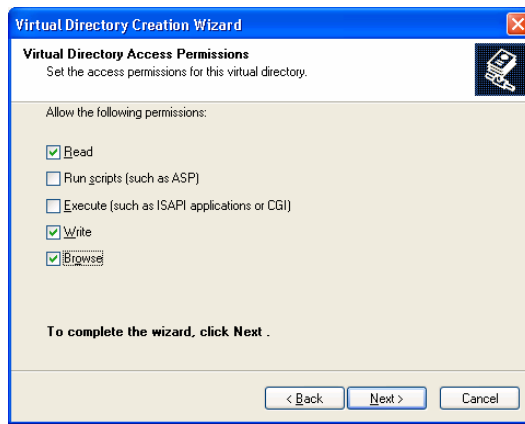 Virtual Directory Creation Wizard
Virtual Directory Access Permissions
Set the access permissions for this virtual directory.
Allow the following permissions:
Read
Run scripts (such as ASP)
Execute (such as ISAPI applications or CGI)
Write
Browse
To complete the wizard, click Next .
< Back Next > Cancel